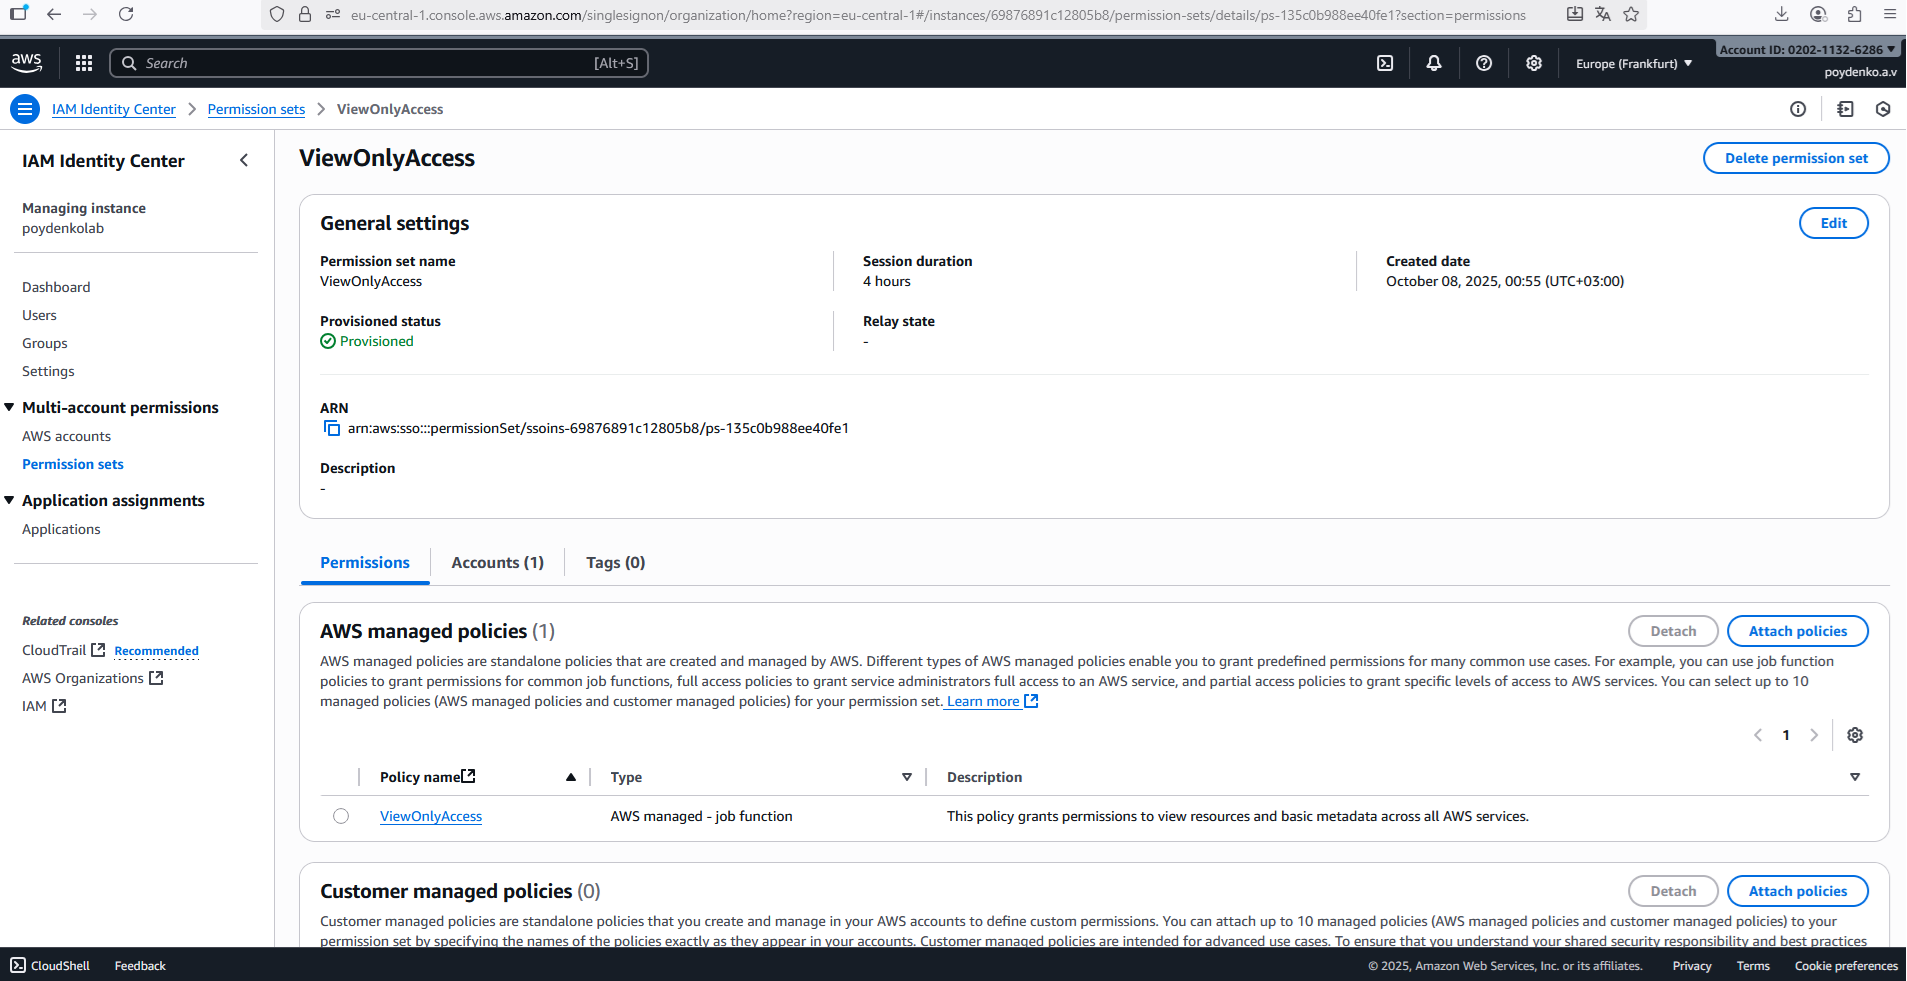 eu-central-1.console.aws.amazon.com/singlesignon/organization/home?region=eu-central-1#/instances/69876891c12805b8/permission-sets/details/ps-135c0b988ee40fe1?section=permissions
aws
Search
[Alt+S]
Europe (Frankfurt)
Account ID: 0202-1132-6286
poydenko.a.v
IAM Identity Center
Permission sets
ViewOnlyAccess
IAM Identity Center
Managing instance
poydenkolab
Dashboard
Users
Groups
Settings
Multi-account permissions
AWS accounts
Permission sets
Application assignments
Applications
Related consoles
CloudTrail Recommended
AWS Organizations
IAM
ViewOnlyAccess
Delete permission set
General settings
Edit
Permission set name
ViewOnlyAccess
Session duration
4 hours
Created date
October 08, 2025, 00:55 (UTC+03:00)
Provisioned status
Provisioned
Relay state
-
ARN
arn:aws:sso:::permissionSet/ssoins-69876891c12805b8/ps-135c0b988ee40fe1
Description
-
Permissions
Accounts (1)
Tags (0)
AWS managed policies (1)
Detach
Attach policies
AWS managed policies are standalone policies that are created and managed by AWS. Different types of AWS managed policies enable you to grant predefined permissions for many common use cases. For example, you can use job function
policies to grant permissions for common job functions, full access policies to grant service administrators full access to an AWS service, and partial access policies to grant specific levels of access to AWS services. You can select up to 10
managed policies (AWS managed policies and customer managed policies) for your permission set. Learn more
1
Policy name
Type
Description
ViewOnlyAccess
AWS managed - job function
This policy grants permissions to view resources and basic metadata across all AWS services.
Customer managed policies (0)
Detach
Attach policies
Customer managed policies are standalone policies that you create and manage in your AWS accounts to define custom permissions. You can attach up to 10 managed policies (AWS managed policies and customer managed policies) to your
permission set by specifying the names of the policies exactly as they appear in your accounts. Customer managed policies are intended for advanced use cases. To ensure that you understand your shared security responsibility and best practices
CloudShell
Feedback
© 2025, Amazon Web Services, Inc. or its affiliates.
Privacy
Terms
Cookie preferences